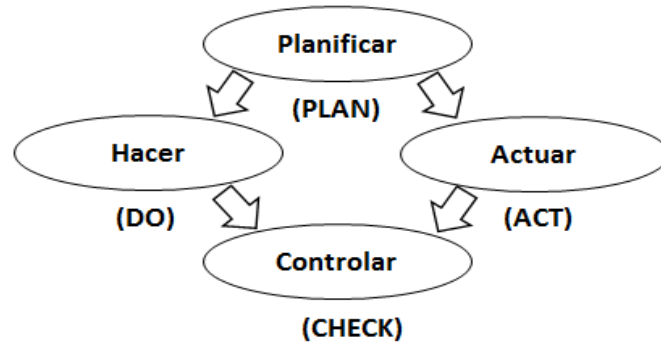 Planificar
(PLAN)
Hacer
Actuar
(DO)
(ACT)
Controlar
(CHECK)